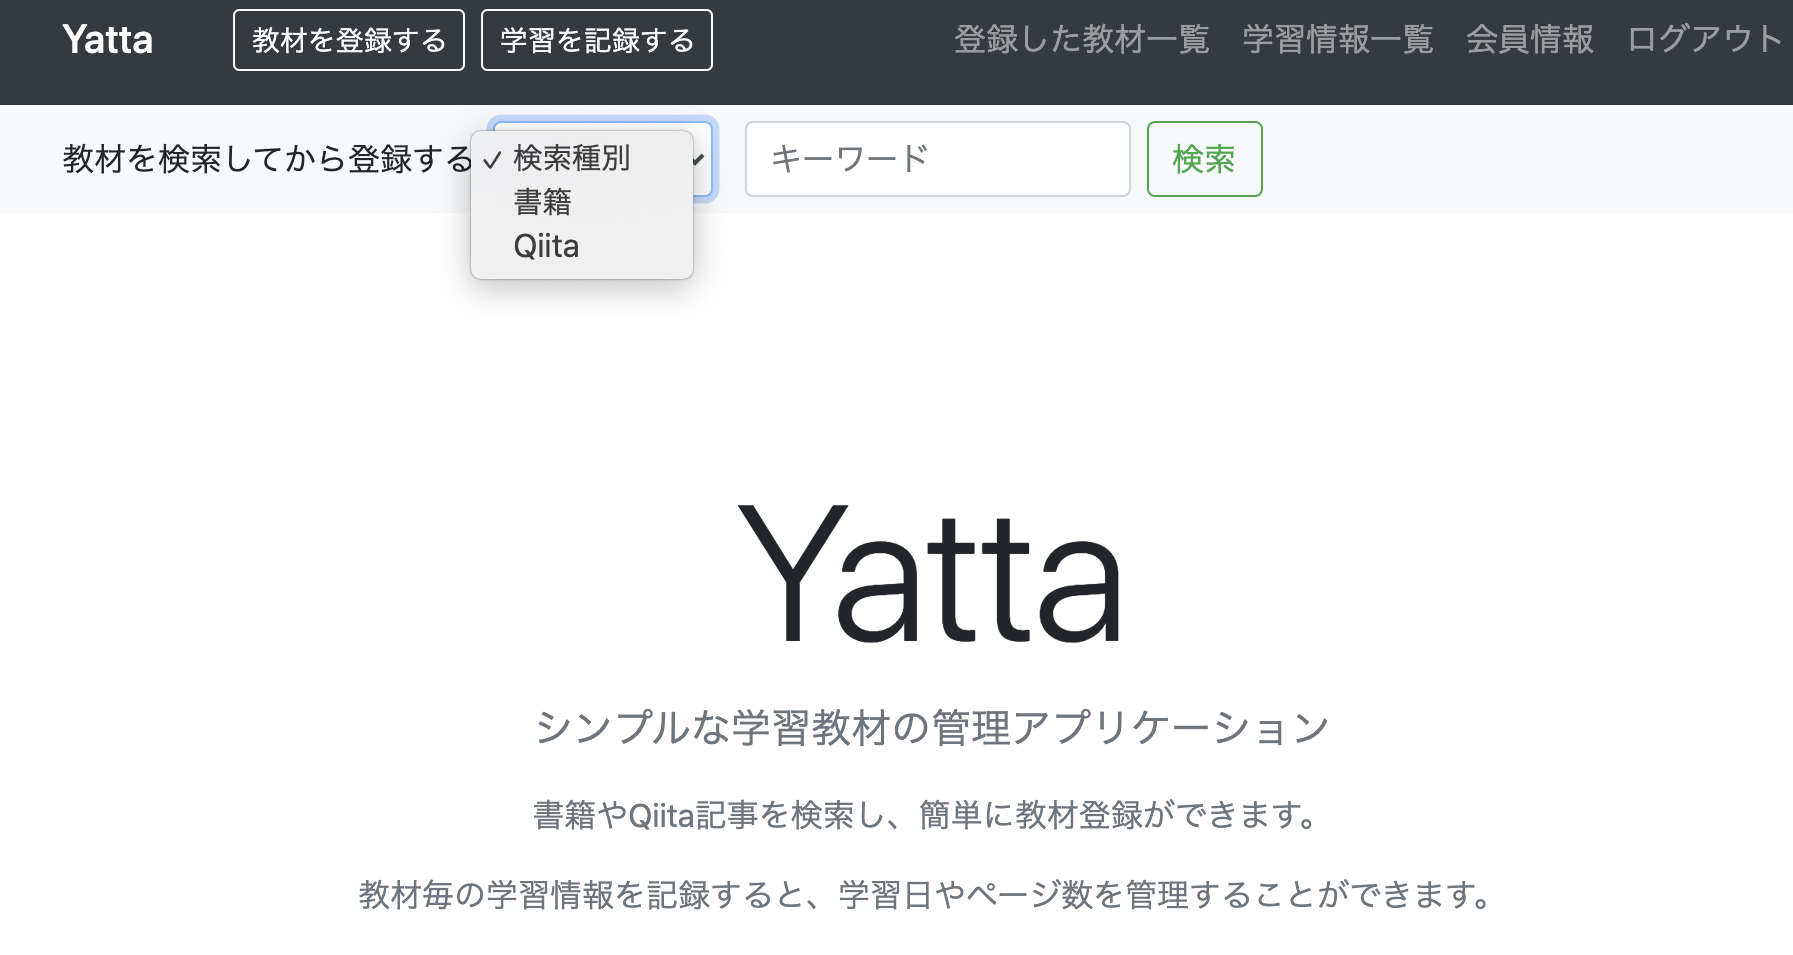 Yatta 教材を登録する 学習を記録する 登録した教材一覧 学習情報一覧 会員情報 ログアウト
教材を検索してから登録する ✓ 検索種別 キーワード 検索
書籍
Qiita
Yatta
シンプルな学習教材の管理アプリケーション
書籍やQiita記事を検索し、簡単に教材登録ができます。
教材毎の学習情報を記録すると、学習日やページ数を管理することができます。